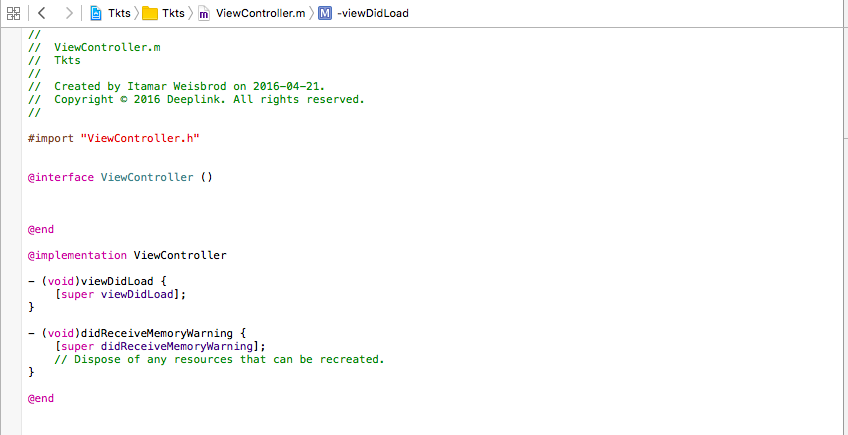 Tkts Tkts ViewController.m M -viewDidLoad
//
//  ViewController.m
//  Tkts
//
//  Created by Itamar Weisbrod on 2016-04-21.
//  Copyright © 2016 Deeplink. All rights reserved.
//
#import "ViewController.h"
@interface ViewController ()
@end
@implementation ViewController
- (void)viewDidLoad {
    [super viewDidLoad];
}
- (void)didReceiveMemoryWarning {
    [super didReceiveMemoryWarning];
    // Dispose of any resources that can be recreated.
}
@end